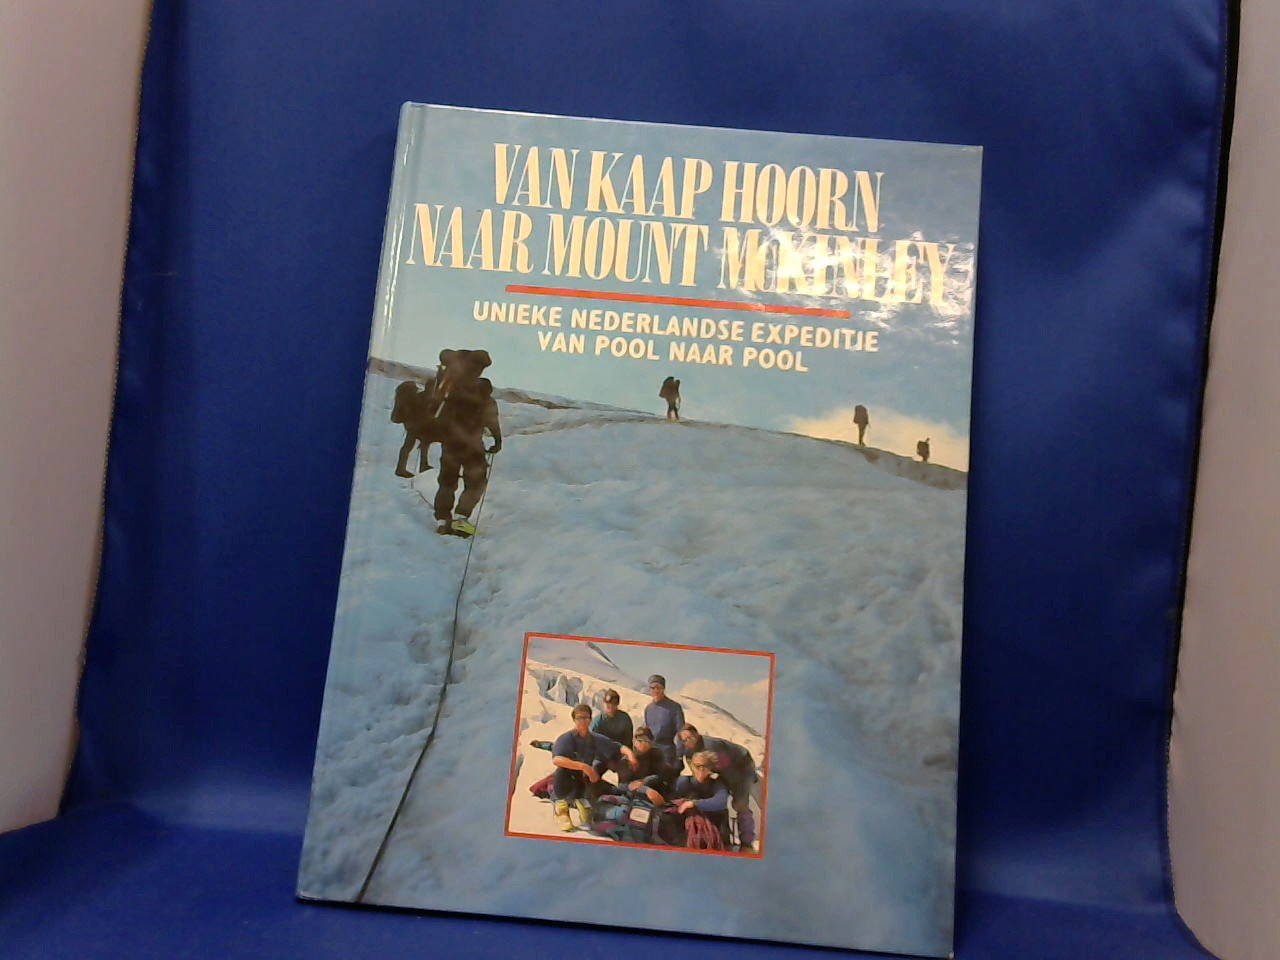 VAN KAAP HOORN
NAAR MOUNT McKINLEY
UNIEKE NEDERLANDSE EXPEDITIE
VAN POOL NAAR POOL